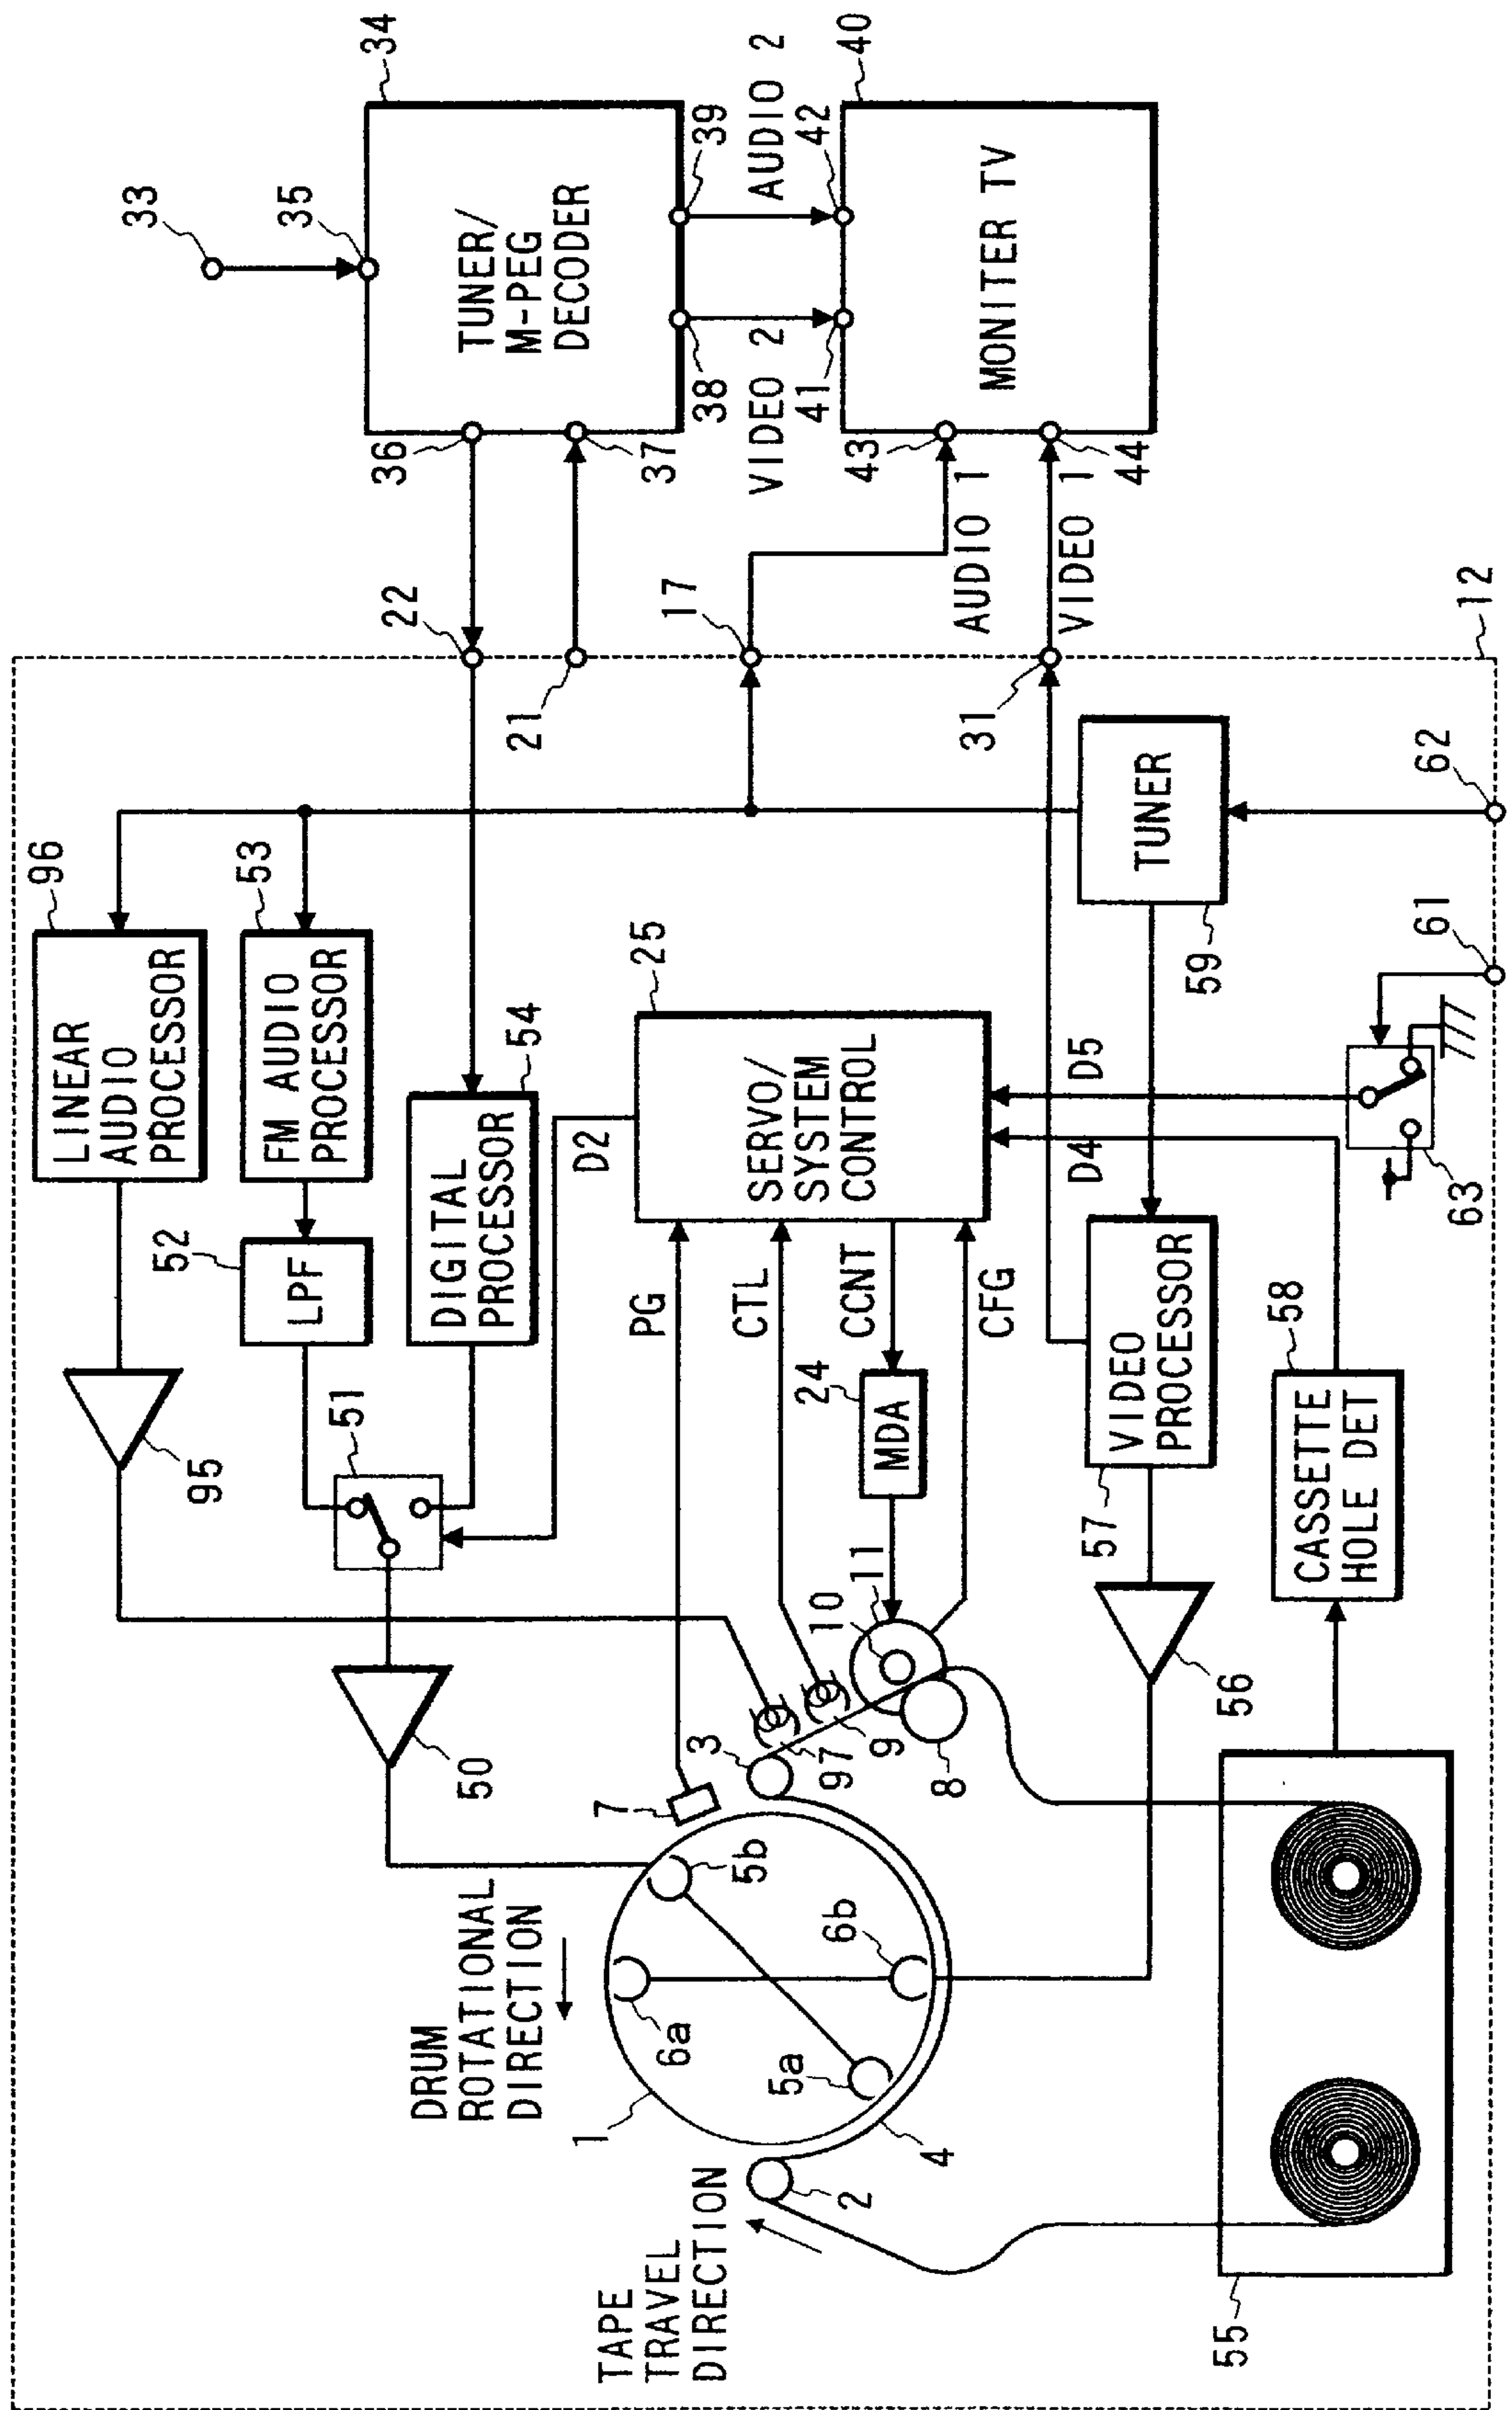 LINEAR
AUDIO
PROCESSOR
96
FM AUDIO
PROCESSOR
53
LPF
52
DIGITAL
PROCESSOR
54
95
51
50
D2
SERVO/
SYSTEM
CONTROL
25
PG
CTL
CCNT
CFG
MDA
24
D4
D5
VIDEO
PROCESSOR
57
56
TUNER
59
CASSETTE
HOLE DET
58
63
61
62
12
22
21
17
31
33
35
34
TUNER/
M-PEG
DECODER
36
37
38
39
VIDEO 2
AUDIO 2
41
42
40
MONITER TV
43
44
AUDIO 1
VIDEO 1
DRUM
ROTATIONAL
DIRECTION
TAPE
TRAVEL
DIRECTION
1
2
3
4
5a
5b
6a
6b
7
97
9
8
10
11
55